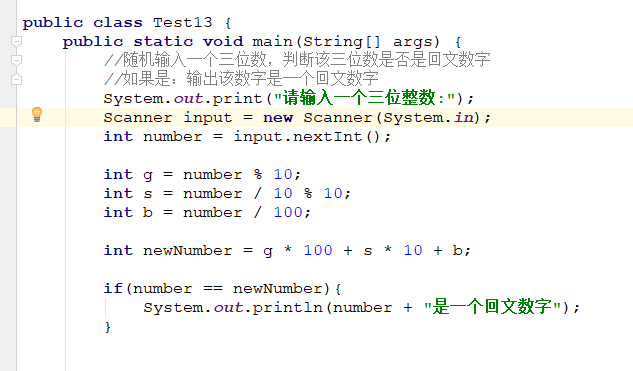 public class Test13 {
public static void main(String[] args) {
//随机输入一个三位数，判断该三位数是否是回文数字
//如果是：输出该数字是一个回文数字
System.out.print("请输入一个三位整数:");
Scanner input = new Scanner(System.in);
int number = input.nextInt();
int g = number % 10;
int s = number / 10 % 10;
int b = number / 100;
int newNumber = g * 100 + s * 10 + b;
if(number == newNumber){
System.out.println(number + "是一个回文数字");
}